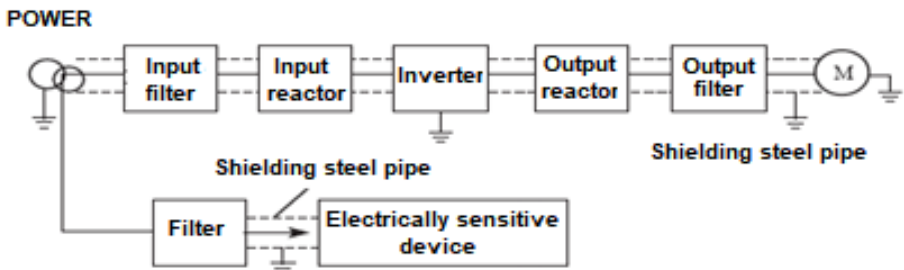 POWER
Input
filter
Input
reactor
Inverter
Output
reactor
Output
filter
M
Shielding steel pipe
Shielding steel pipe
Filter
Electrically sensitive
device